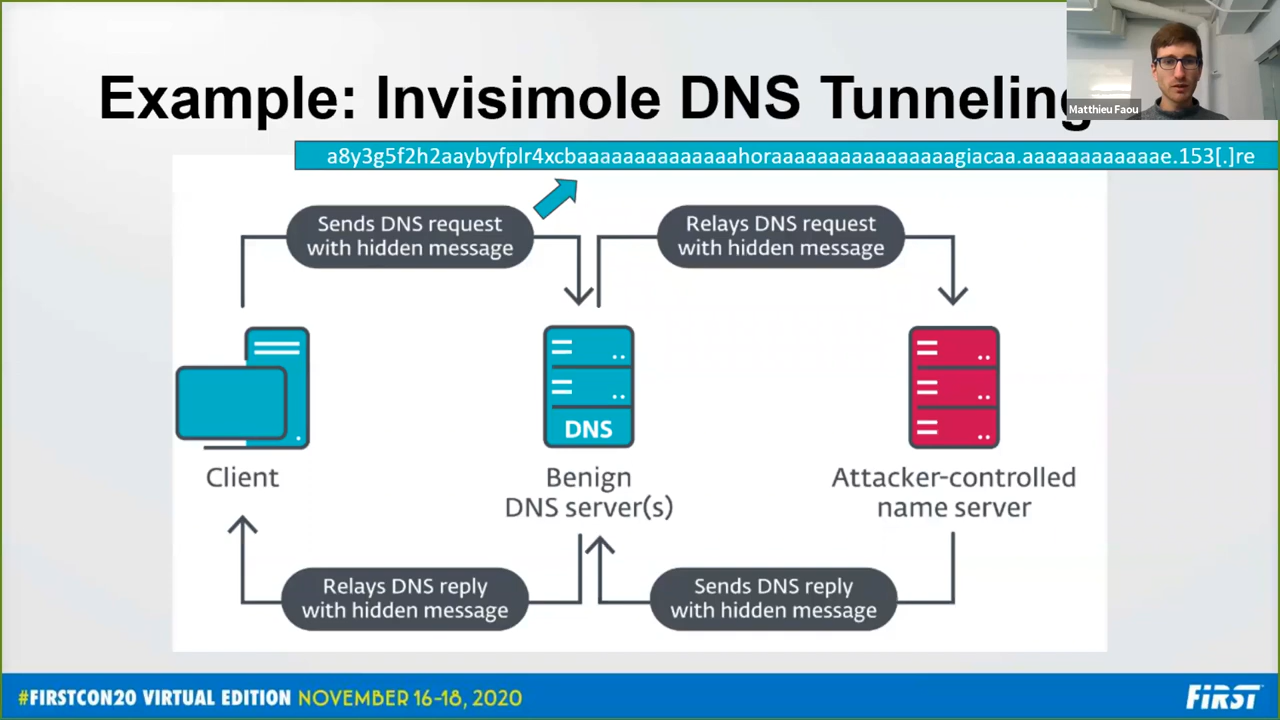 Example: Invisimole DNS Tunneling
Matthieu Faou
a8y3g5f2h2aaybyfplr4xcbaaaaaaaaaaaaaahoraaaaaaaaaaaaaaaagiacaa.aaaaaaaaaaaae.153[.]re
Sends DNS request
with hidden message
Relays DNS request
with hidden message
DNS
Client
Benign
DNS server(s)
Attacker-controlled
name server
Relays DNS reply
with hidden message
Sends DNS reply
with hidden message
#FIRSTCON20 VIRTUAL EDITION NOVEMBER 16-18, 2020
FiRST